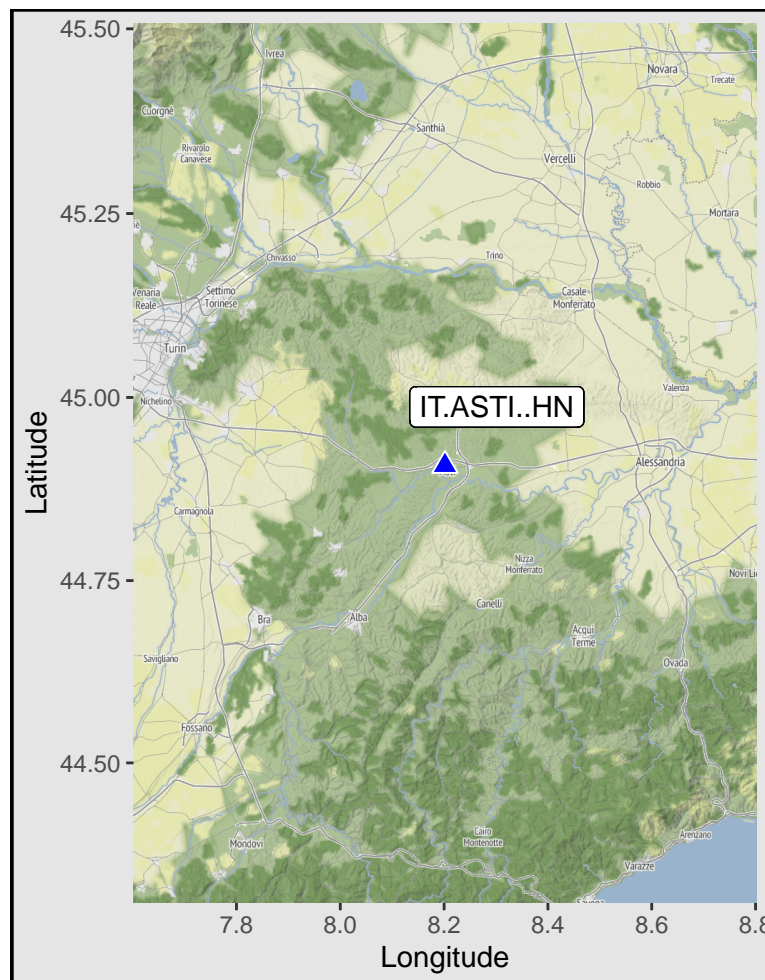 45.50
45.25
45.00
44.75
44.50
Latitude
Ivrea
Novara
Trecate
Cuorgnè
Santhià
Rivarolo
Canavese
Vercelli
Robbio
Mortara
Chivasso
Trino
Venaria
Reale
Settimo
Torinese
Casale
Monferrato
Turin
Valenza
Nichelino
IT.ASTI..HN
Alessandria
Carmagnola
Nizza
Monferrato
Novi Li
Canelli
Bra
Alba
Acqui
Terme
Savigliano
Ovada
Fossano
Cairo
Montenotte
Mondovì
Arenzano
Varazze
Savona
7.8
8.0
8.2
8.4
8.6
8.8
Longitude